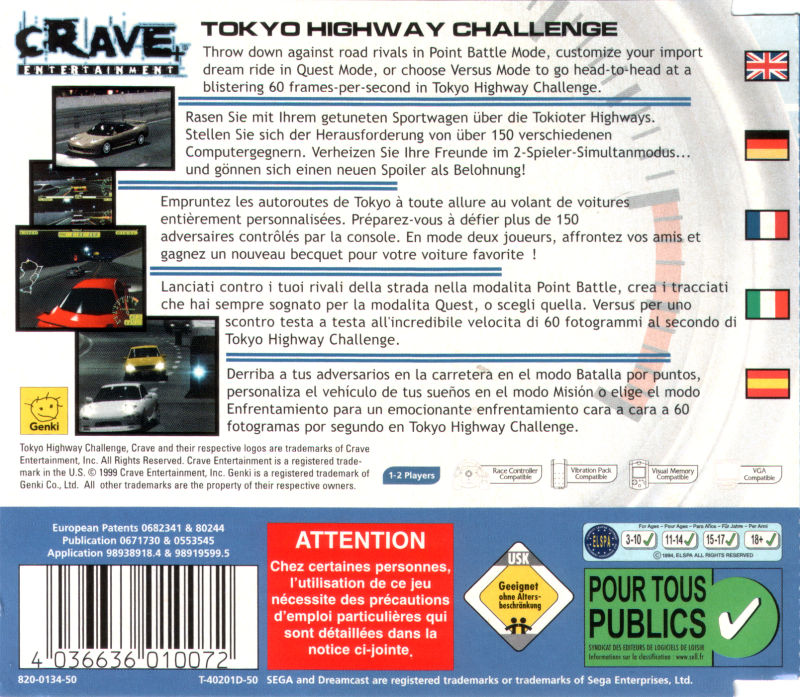 CRAVE
ENTERTAINMENT
TOKYO HIGHWAY CHALLENGE
Throw down against road rivals in Point Battle Mode, customize your import
dream ride in Quest Mode, or choose Versus Mode to go head-to-head at a
blistering 60 frames-per-second in Tokyo Highway Challenge.
Rasen Sie mit Ihrem getuneten Sportwagen über die Tokioter Highways.
Stellen Sie sich der Herausforderung von über 150 verschiedenen
Computergegnern. Verheizen Sie Ihre Freunde im 2-Spieler-Simultanmodus...
und gönnen sich einen neuen Spoiler als Belohnung!
Empruntez les autoroutes de Tokyo à toute allure au volant de voitures
entièrement personnalisées. Préparez-vous à défier plus de 150
adversaires contrôlés par la console. En mode deux joueurs, affrontez vos amis et
gagnez un nouveau becquet pour votre voiture favorite !
Lanciati contro i tuoi rivali della strada nella modalita Point Battle, crea i tracciati
che hai sempre sognato per la modalita Quest, o scegli quella. Versus per uno
scontro testa a testa all'incredibile velocita di 60 fotogrammi al secondo di
Tokyo Highway Challenge.
Derriba a tus adversarios en la carretera en el modo Batalla por puntos,
personaliza el vehículo de tus sueños en el modo Misión o elige el modo
Enfrentamiento para un emocionante enfrentamiento cara a cara a 60
fotogramas por segundo en Tokyo Highway Challenge.
Genki
Tokyo Highway Challenge, Crave and their respective logos are trademarks of Crave
Entertainment, Inc. All Rights Reserved. Crave Entertainment is a registered trade-
mark in the U.S. © 1999 Crave Entertainment, Inc. Genki is a registered trademark of
Genki Co., Ltd. All other trademarks are the property of their respective owners.
1-2 Players
Race Controller
Compatible
Vibration Pack
Compatible
Visual Memory
Compatible
VGA
Compatible
European Patents 0682341 & 80244
Publication 0671730 & 0553545
Application 98938918.4 & 98919599.5
4 036636 010072
820-0134-50
T-40201D-50
ATTENTION
Chez certaines personnes,
l'utilisation de ce jeu
nécessite des précautions
d'emploi particulières qui
sont détaillées dans la
notice ci-jointe.
USK
Geeignet
ohne Alters-
beschränkung
For Ages - Pour Ages - Para Años - Für Jahre - Per Anni
ELSPA
3-10
11-14
15-17
18+
© 1994, ELSPA ALL RIGHTS RESERVED
POUR TOUS
PUBLICS
SYNDICAT DES EDITEURS DE LOGICIELS DE LOISIR
Informations sur la classification : www.sell.fr
SEGA and Dreamcast are registered trademarks or trademarks of Sega Enterprises, Ltd.